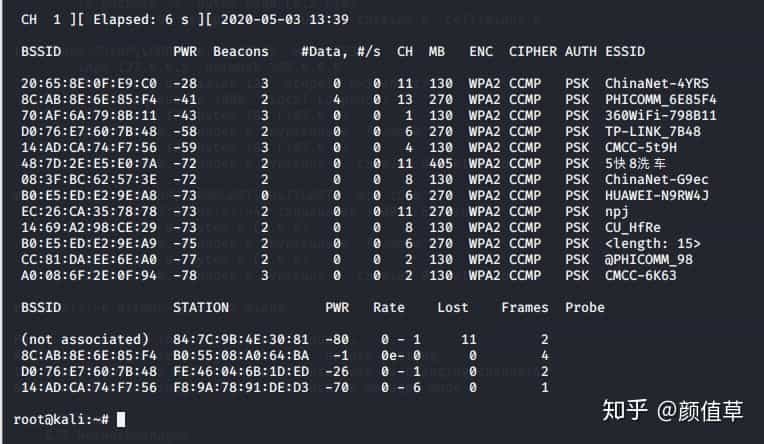 CH  1 ][ Elapsed: 6 s ][ 2020-05-03 13:39
BSSID              PWR  Beacons    #Data, #/s  CH  MB   ENC  CIPHER AUTH ESSID
20:65:8E:0F:E9:C0  -28        3        0    0  11  130  WPA2 CCMP   PSK  ChinaNet-4YRS
8C:AB:8E:6E:85:F4  -41        2        4    0  13  270  WPA2 CCMP   PSK  PHICOMM_6E85F4
70:AF:6A:79:8B:11  -43        3        0    0   1  130  WPA2 CCMP   PSK  360WiFi-798B11
D0:76:E7:60:7B:48  -58        2        0    0   6  270  WPA2 CCMP   PSK  TP-LINK_7B48
14:AD:CA:74:F7:56  -59        3        0    0   4  130  WPA2 CCMP   PSK  CMCC-5t9H
48:7D:2E:E5:E0:7A  -72        2        0    0  11  405  WPA2 CCMP   PSK  5快8洗车
08:3F:BC:62:57:3E  -72        2        0    0   8  130  WPA2 CCMP   PSK  ChinaNet-G9ec
B0:E5:ED:E2:9E:A8  -73        0        0    0   6  270  WPA2 CCMP   PSK  HUAWEI-N9RW4J
EC:26:CA:35:78:78  -73        2        0    0  11  270  WPA2 CCMP   PSK  npj
14:69:A2:98:CE:29  -73        2        0    0   8  130  WPA2 CCMP   PSK  CU_HfRe
B0:E5:ED:E2:9E:A9  -75        2        0    0   6  270  WPA2 CCMP   PSK  <length: 15>
CC:81:DA:EE:6E:A0  -77        2        0    0   2  130  WPA2 CCMP   PSK  @PHICOMM_98
A0:08:6F:2E:0F:94  -78        3        0    0   2  130  WPA2 CCMP   PSK  CMCC-6K63
BSSID              STATION            PWR   Rate    Lost    Frames  Probe
(not associated)   84:7C:9B:4E:30:81  -80    0 - 1     11        2
8C:AB:8E:6E:85:F4  B0:55:08:A0:64:BA   -1    0e- 0      0        4
D0:76:E7:60:7B:48  FE:46:04:6B:1D:ED  -26    0 - 1      0        2
14:AD:CA:74:F7:56  F8:9A:78:91:DE:D3  -70    0 - 6      0        1
root@kali:~#
知乎 @颜值草